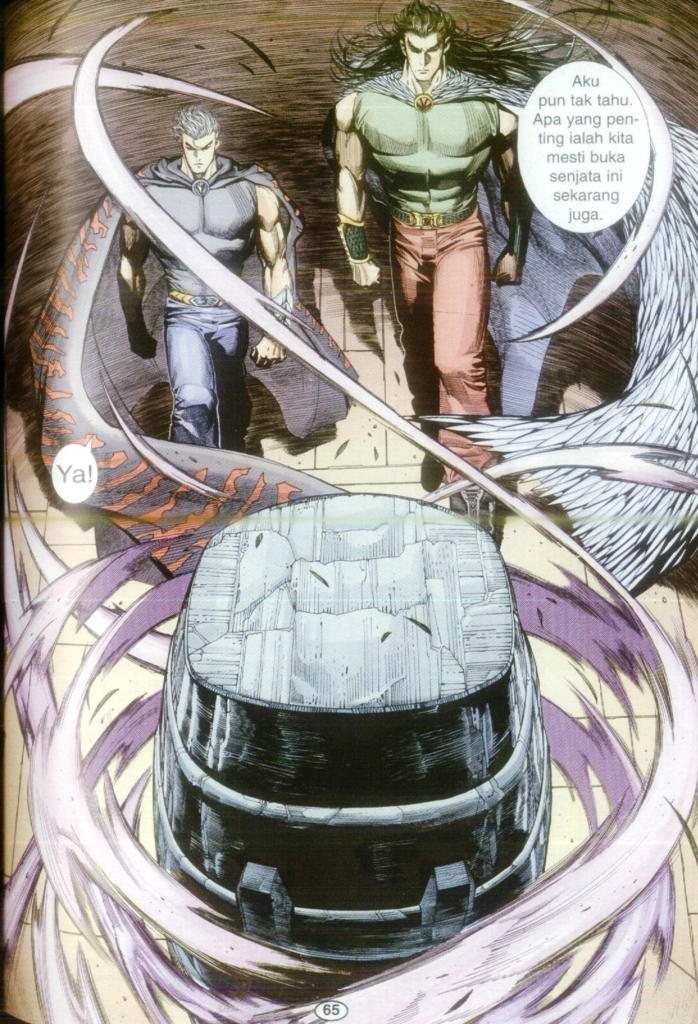 Aku
pun tak tahu.
Apa yang pen-
ting ialah kita
mesti buka
senjata ini
sekarang
juga.
Ya!
65